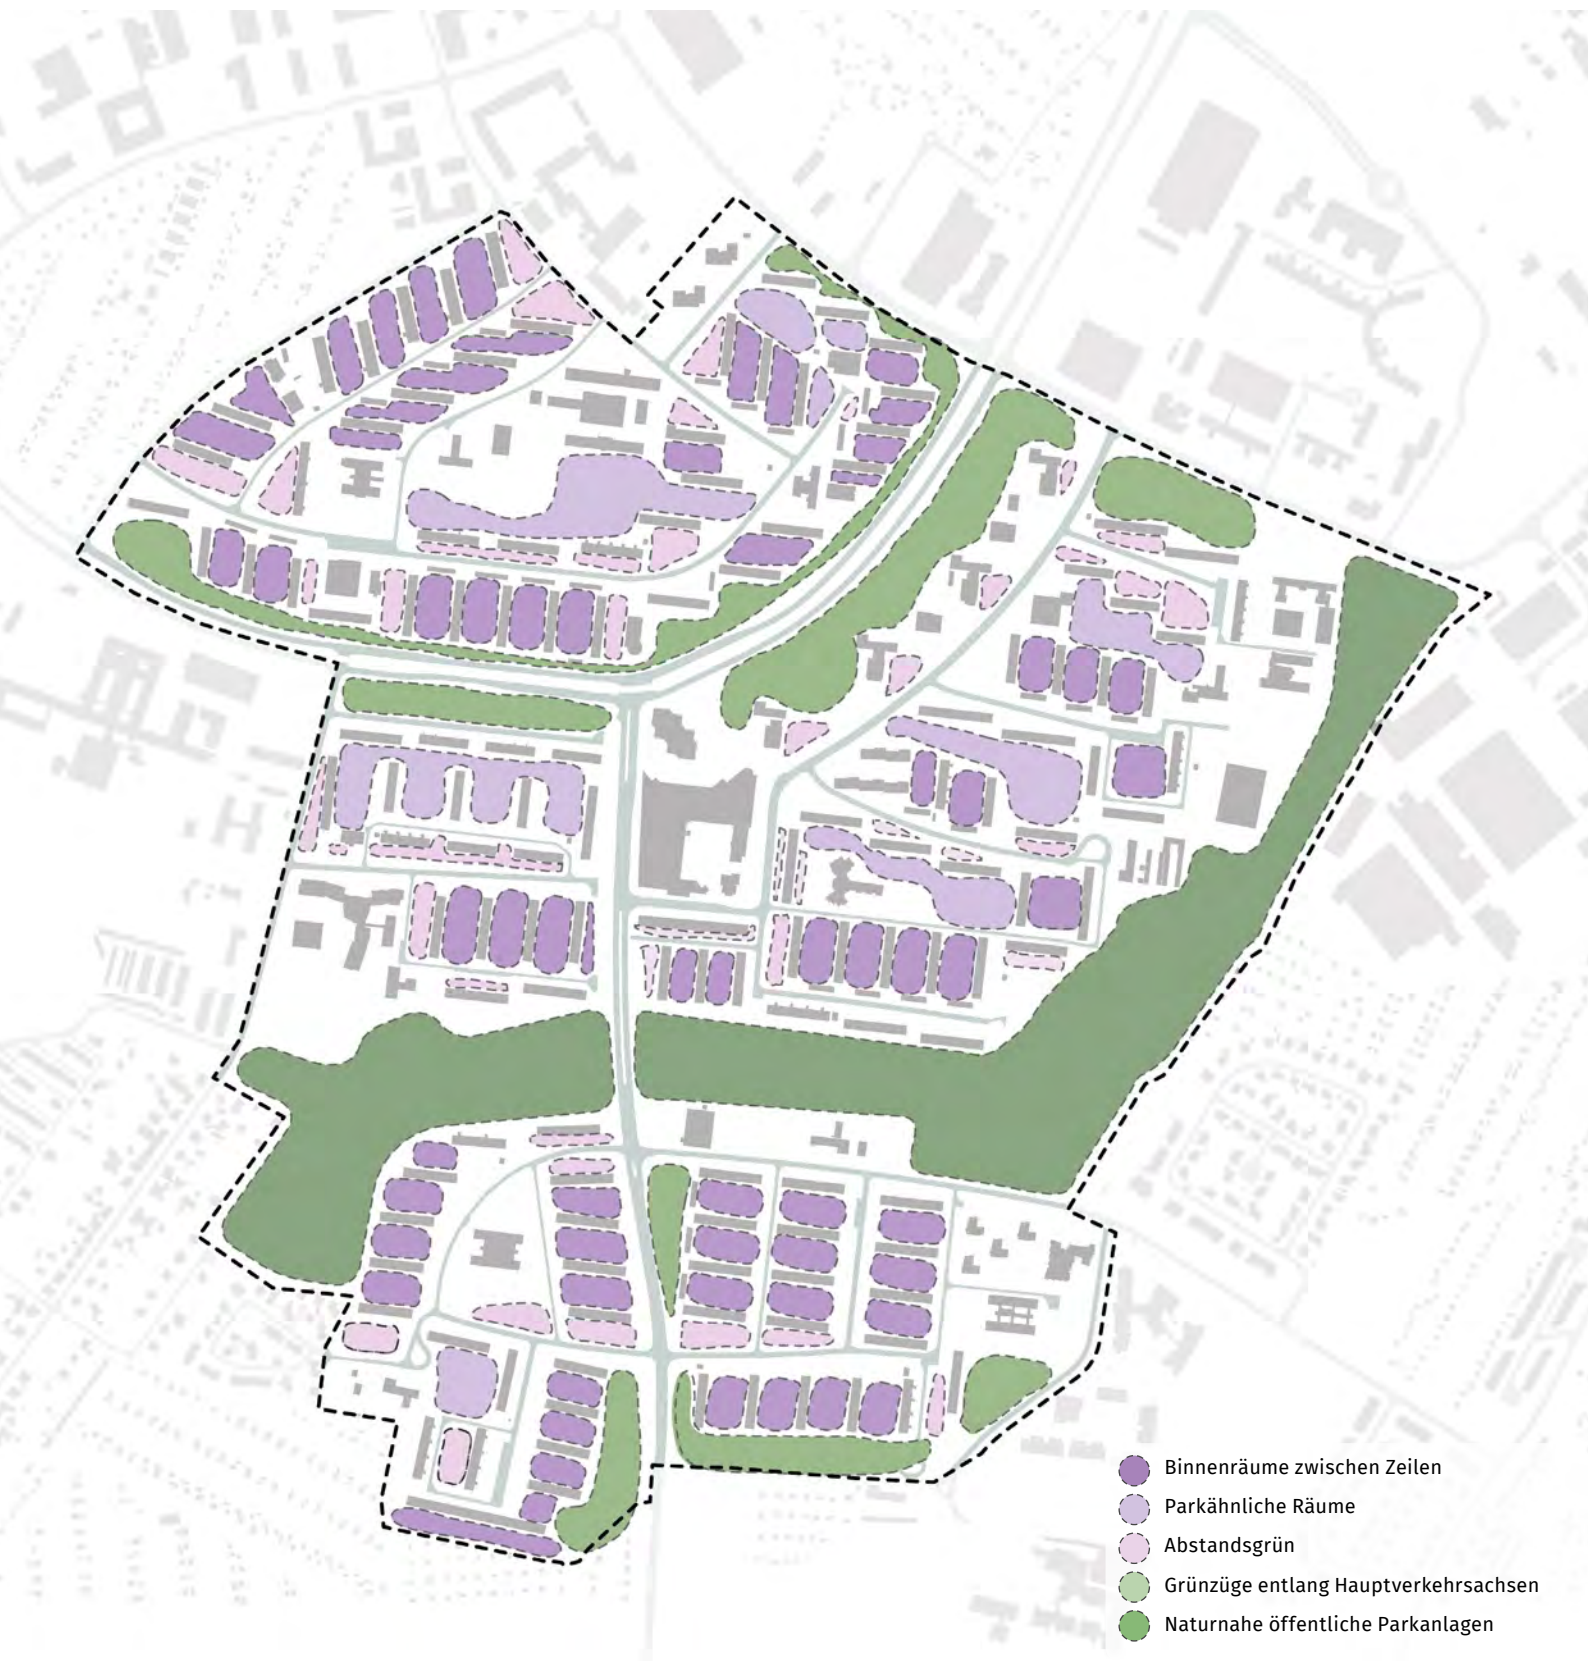 Binnenräume zwischen Zeilen
Parkähnliche Räume
Abstandsgrün
Grünzüge entlang Hauptverkehrsachsen
Naturnahe öffentliche Parkanlagen